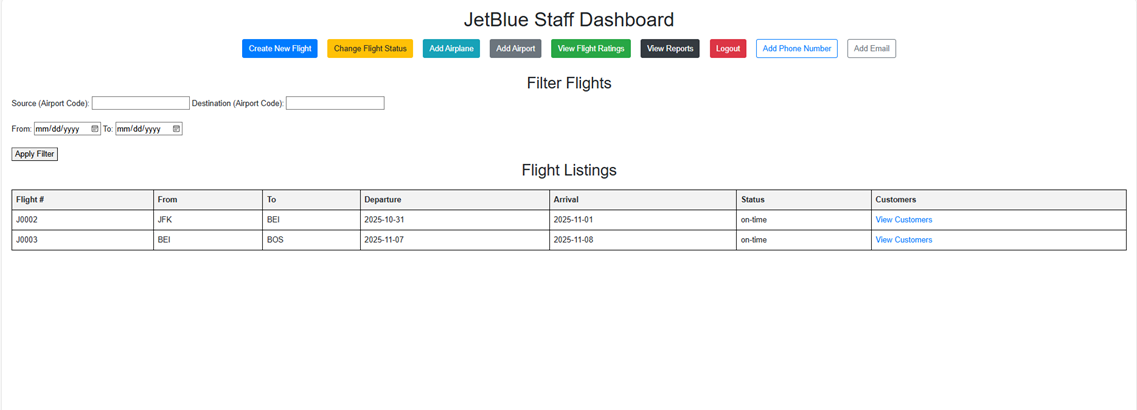 JetBlue Staff Dashboard
Create New Flight Change Flight Status Add Airplane Add Airport View Flight Ratings View Reports Logout Add Phone Number Add Email
Filter Flights
Source (Airport Code): Destination (Airport Code):
From: mm/dd/yyyy To: mm/dd/yyyy
Apply Filter
Flight Listings
Flight # From To Departure Arrival Status Customers
J0002 JFK BEI 2025-10-31 2025-11-01 on-time View Customers
J0003 BEI BOS 2025-11-07 2025-11-08 on-time View Customers